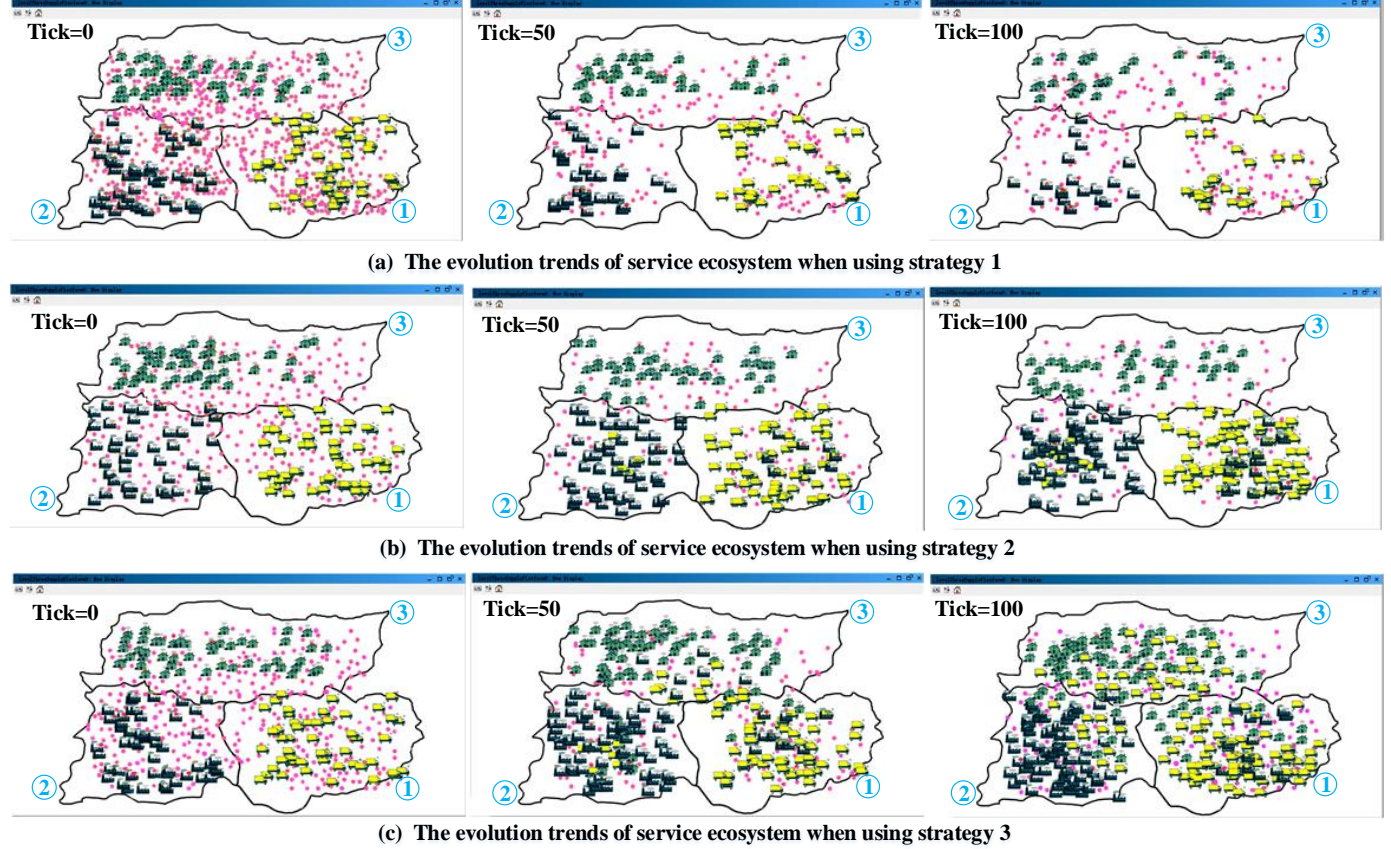 Tick=0
③
②
①
Tick=50
③
②
①
Tick=100
③
②
①
(a) The evolution trends of service ecosystem when using strategy 1
Tick=0
③
②
①
Tick=50
③
②
①
Tick=100
③
②
①
(b) The evolution trends of service ecosystem when using strategy 2
Tick=0
③
②
①
Tick=50
③
②
①
Tick=100
③
②
①
(c) The evolution trends of service ecosystem when using strategy 3